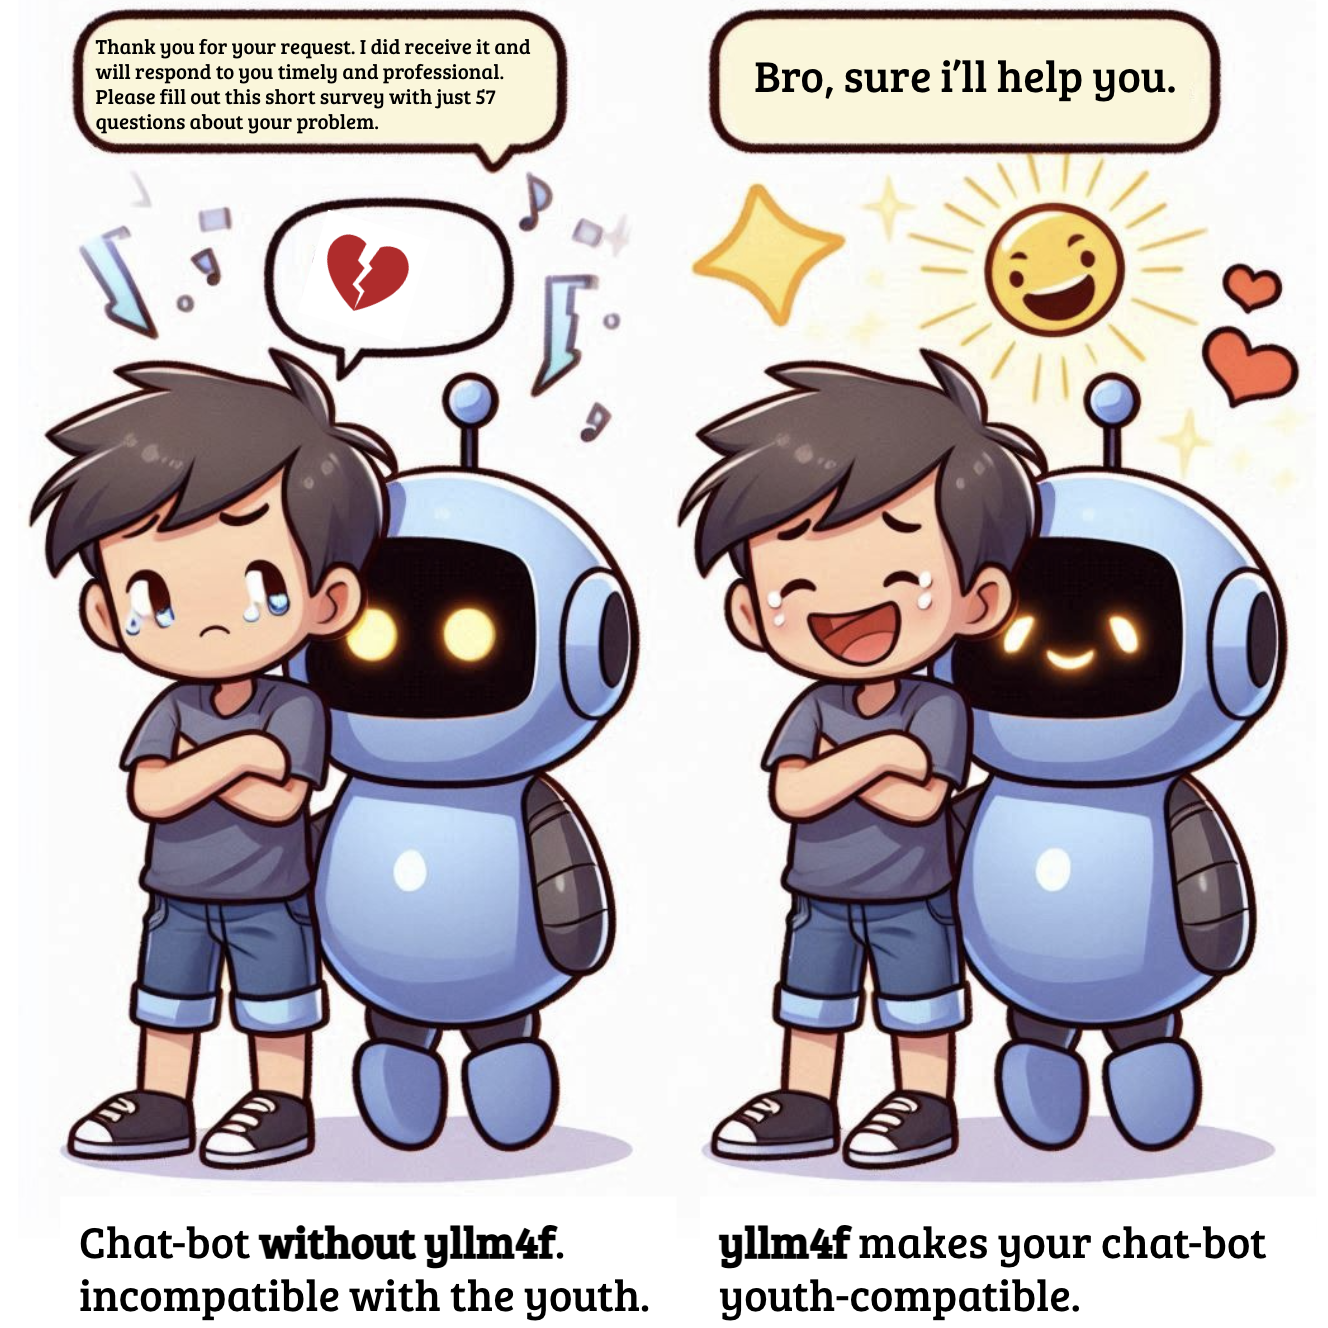 Thank you for your request. I did receive it and
will respond to you timely and professional.
Please fill out this short survey with just 57
questions about your problem.
Bro, sure i’ll help you.
Chat-bot without yllm4f.
incompatible with the youth.
yllm4f makes your chat-bot
youth-compatible.